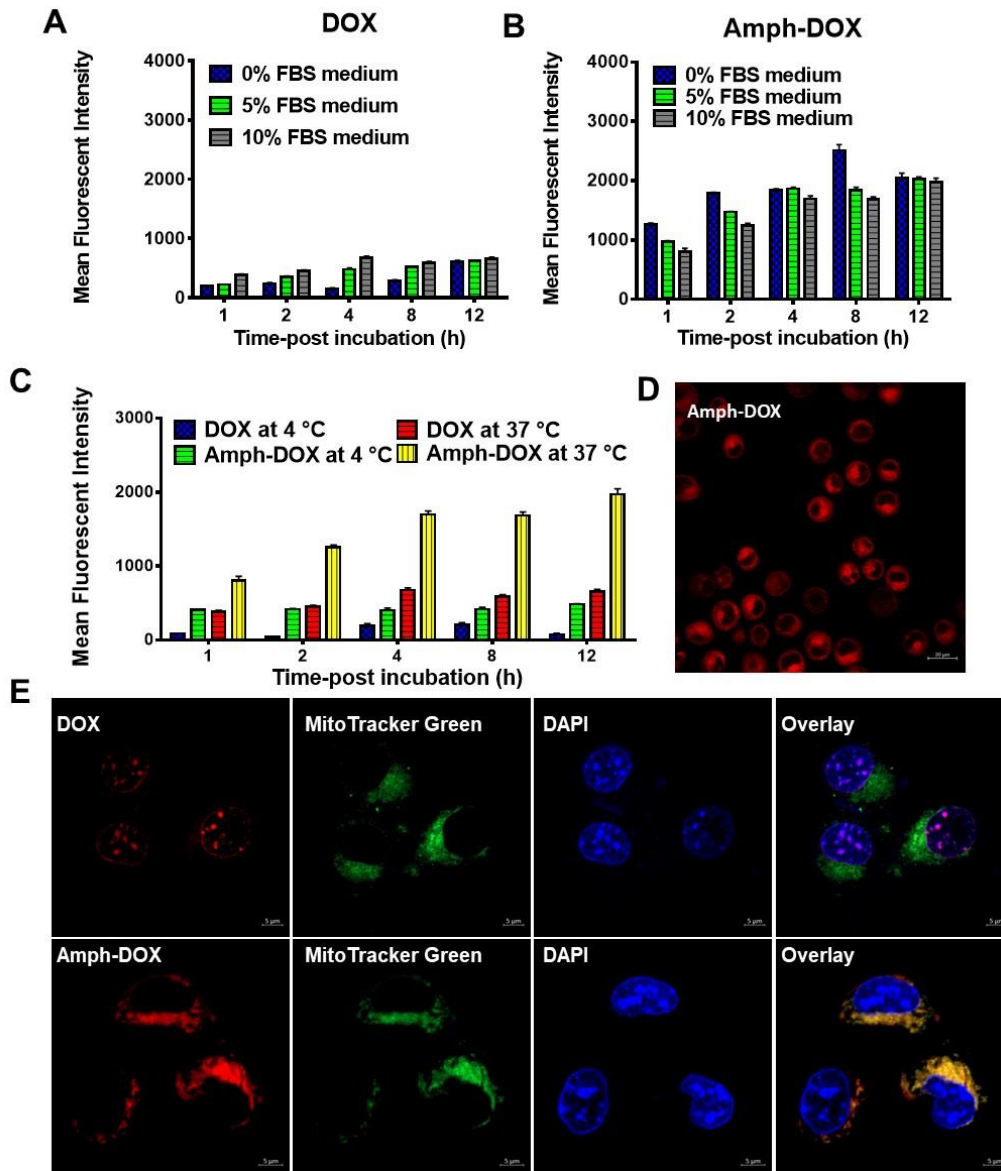 A
DOX
Mean Fluorescent Intensity
4000
3000
2000
1000
0
0% FBS medium
5% FBS medium
10% FBS medium
1 2 4 8 12
Time-post incubation (h)
B
Amph-DOX
Mean Fluorescent Intensity
4000
3000
2000
1000
0
0% FBS medium
5% FBS medium
10% FBS medium
1 2 4 8 12
Time-post incubation (h)
C
Mean Fluorescent Intensity
3000
2000
1000
0
DOX at 4 °C DOX at 37 °C
Amph-DOX at 4 °C Amph-DOX at 37 °C
1 2 4 8 12
Time-post incubation (h)
D
Amph-DOX
20 µm
E
DOX MitoTracker Green DAPI Overlay
5 µm 5 µm 5 µm 5 µm
Amph-DOX MitoTracker Green DAPI Overlay
5 µm 5 µm 5 µm 5 µm